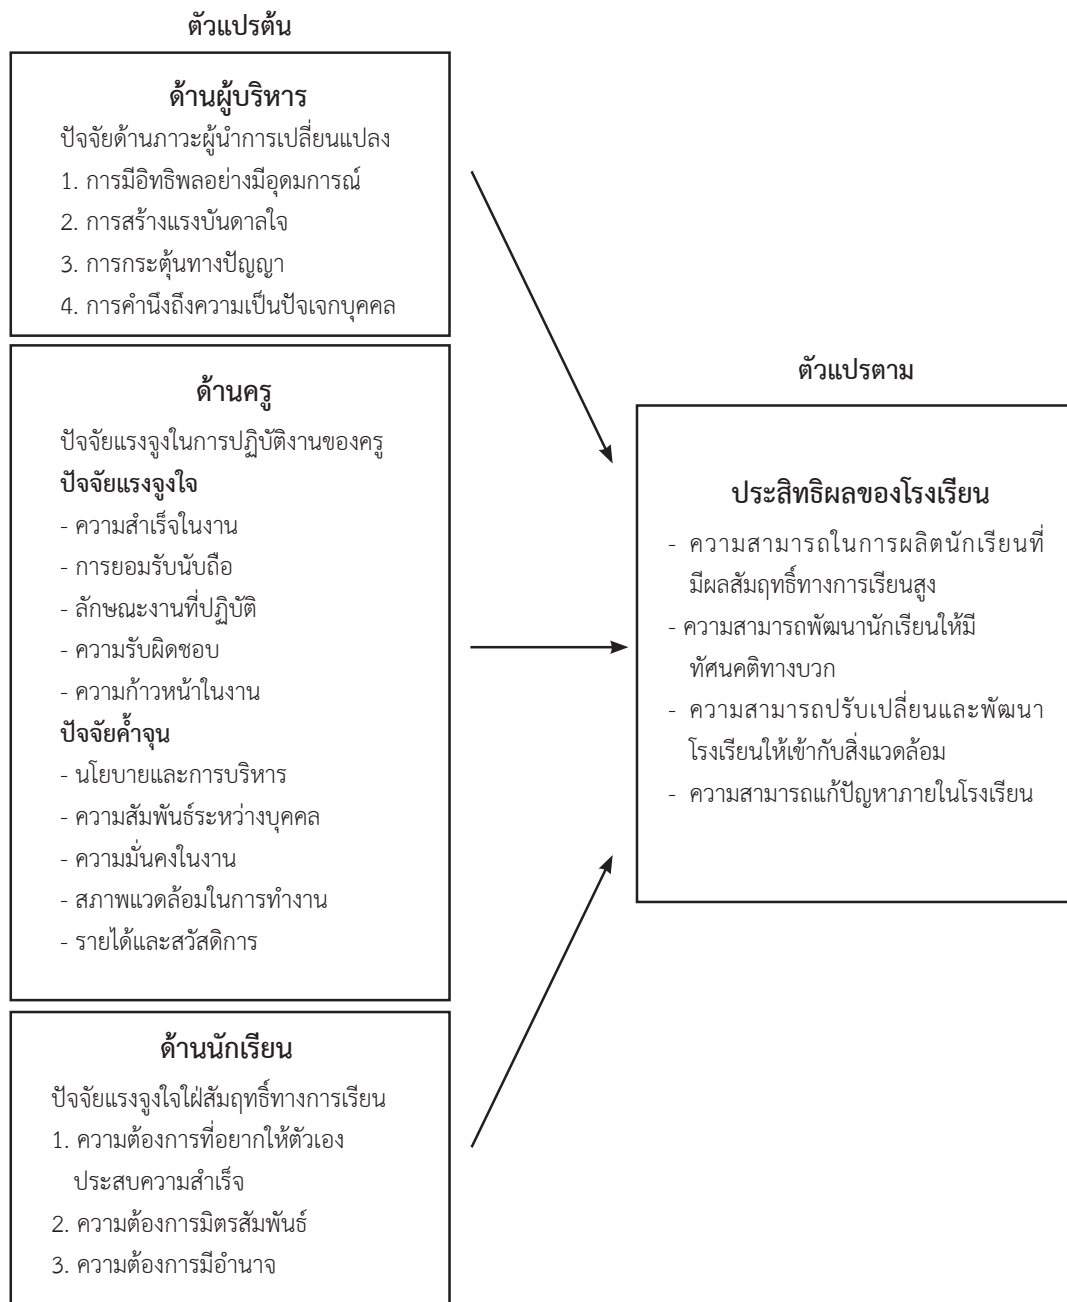 ตัวแปรต้น
ด้านผู้บริหาร
ปัจจัยด้านภาวะผู้นำการเปลี่ยนแปลง
1. การมีอิทธิพลอย่างมีอุดมการณ์
2. การสร้างแรงบันดาลใจ
3. การกระตุ้นทางปัญญา
4. การคำนึงถึงความเป็นปัจเจกบุคคล
ด้านครู
ปัจจัยแรงจูงในการปฏิบัติงานของครู
ปัจจัยแรงจูงใจ
- ความสำเร็จในงาน
- การยอมรับนับถือ
- ลักษณะงานที่ปฏิบัติ
- ความรับผิดชอบ
- ความก้าวหน้าในงาน
ปัจจัยค้ำจุน
- นโยบายและการบริหาร
- ความสัมพันธ์ระหว่างบุคคล
- ความมั่นคงในงาน
- สภาพแวดล้อมในการทำงาน
- รายได้และสวัสดิการ
ด้านนักเรียน
ปัจจัยแรงจูงใจใฝ่สัมฤทธิ์ทางการเรียน
1. ความต้องการที่อยากให้ตัวเอง
ประสบความสำเร็จ
2. ความต้องการมิตรสัมพันธ์
3. ความต้องการมีอำนาจ
ตัวแปรตาม
ประสิทธิผลของโรงเรียน
- ความสามารถในการผลิตนักเรียนที่
มีผลสัมฤทธิ์ทางการเรียนสูง
- ความสามารถพัฒนานักเรียนให้มี
ทัศนคติทางบวก
- ความสามารถปรับเปลี่ยนและพัฒนา
โรงเรียนให้เข้ากับสิ่งแวดล้อม
- ความสามารถแก้ปัญหาภายในโรงเรียน